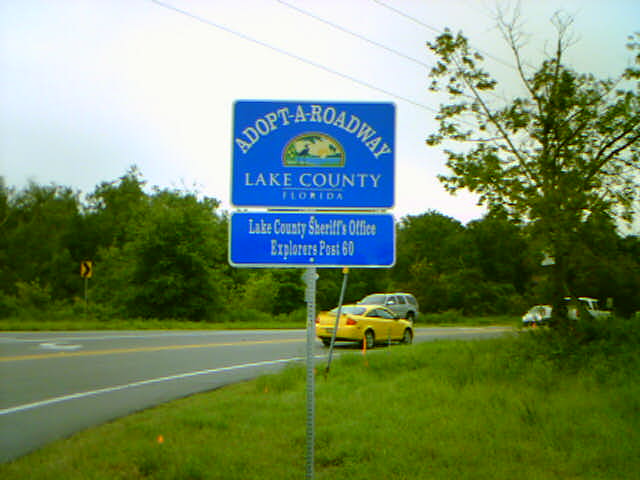 ADOPT-A-ROADWAY
LAKE COUNTY
FLORIDA
Lake County Sheriff's Office
Explorers Post 60